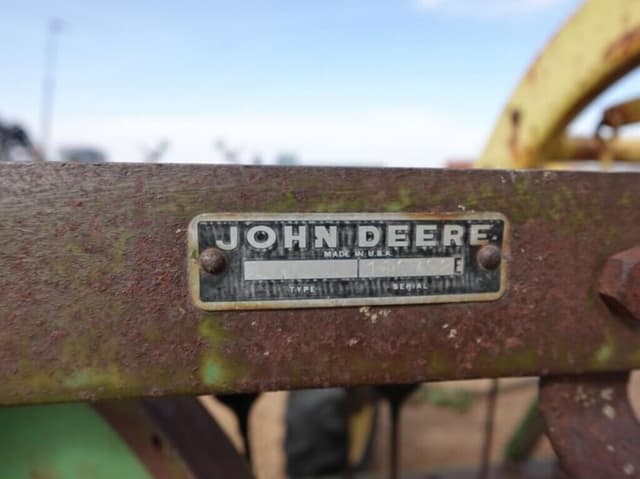 JOHN DEERE
MADE IN U.S.A.
E
TYPE SERIAL